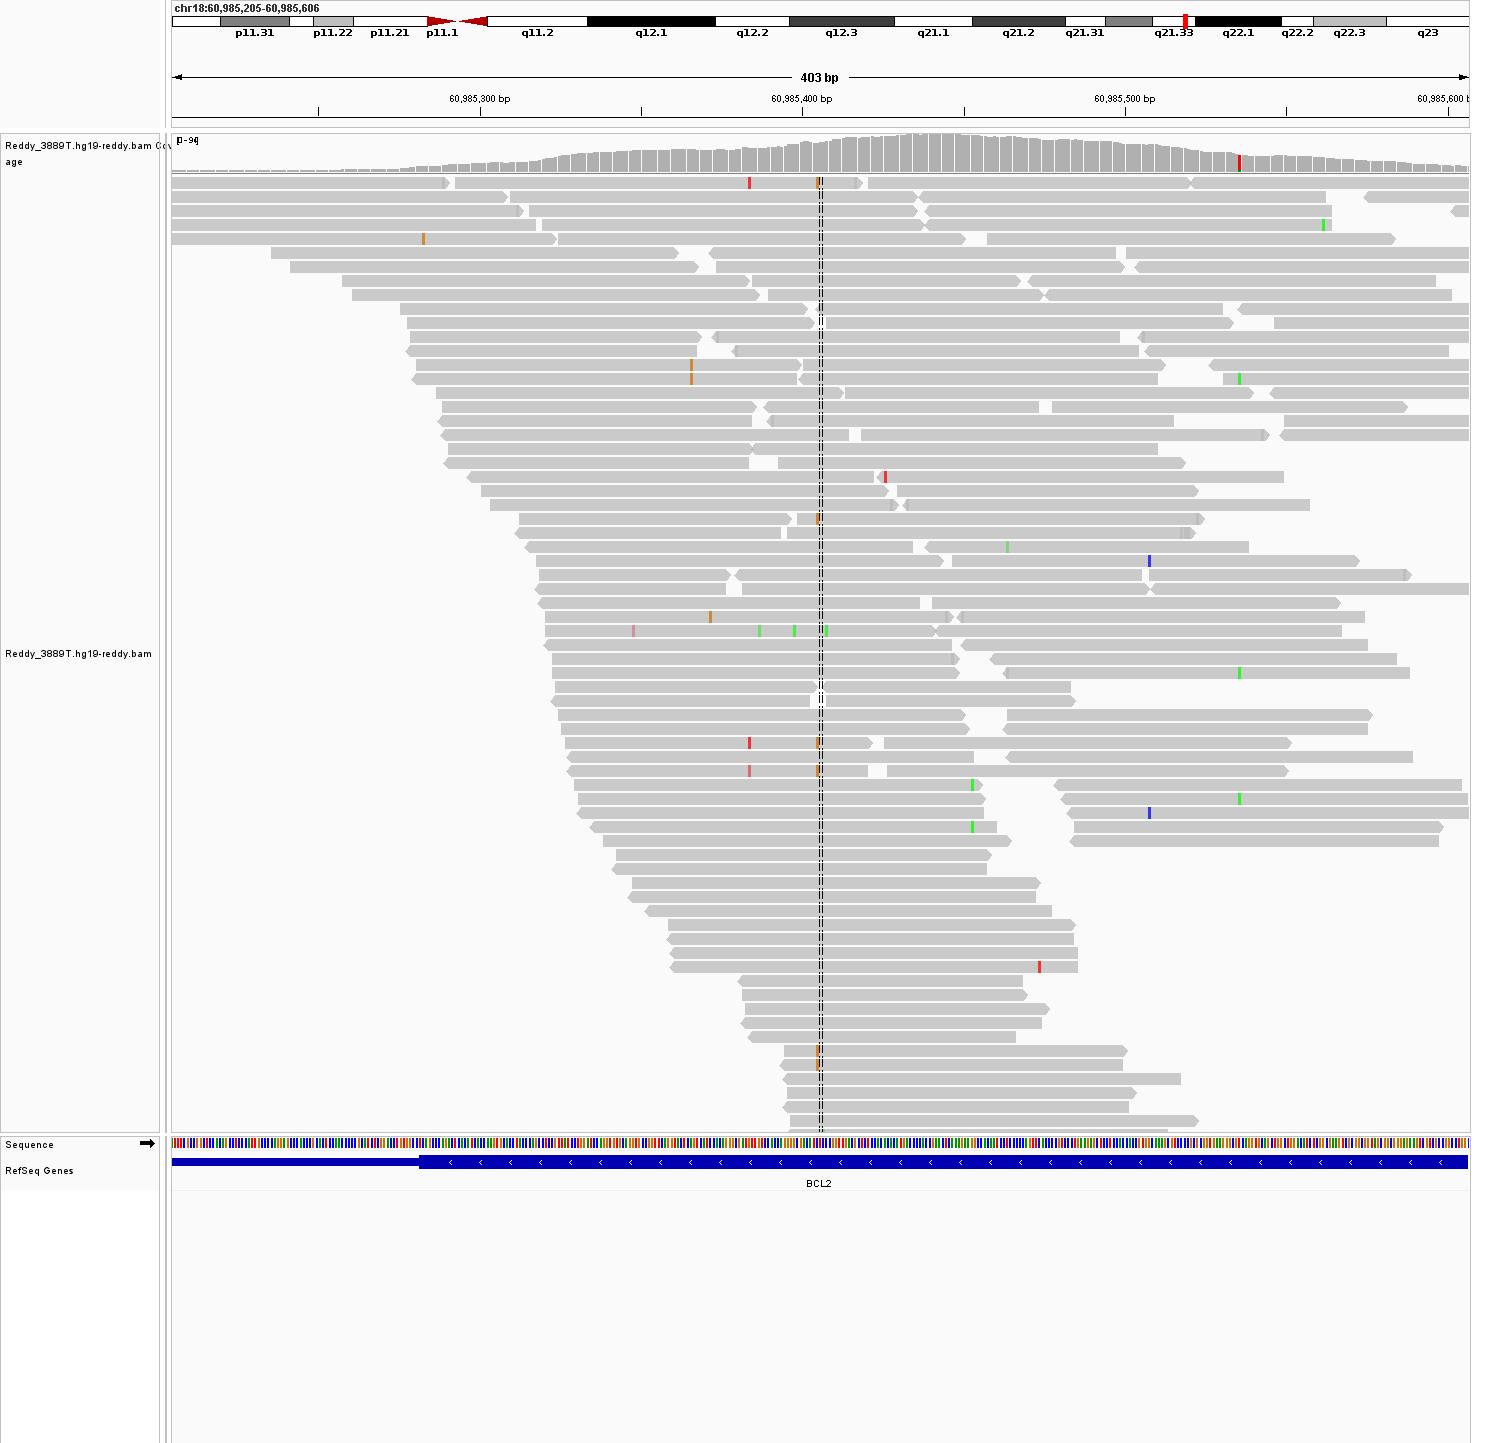 chr18:60,985,205-60,985,606
p11.31 p11.22 p11.21 p11.1 q11.2 q12.1 q12.2 q12.3 q21.1 q21.2 q21.31 q21.33 q22.1 q22.2 q22.3 q23
403 bp
60,985,300 bp 60,985,400 bp 60,985,500 bp 60,985,600 b
Reddy_3889T.hg19-reddy.bam Cov
age
Reddy_3889T.hg19-reddy.bam
Sequence
RefSeq Genes
BCL2